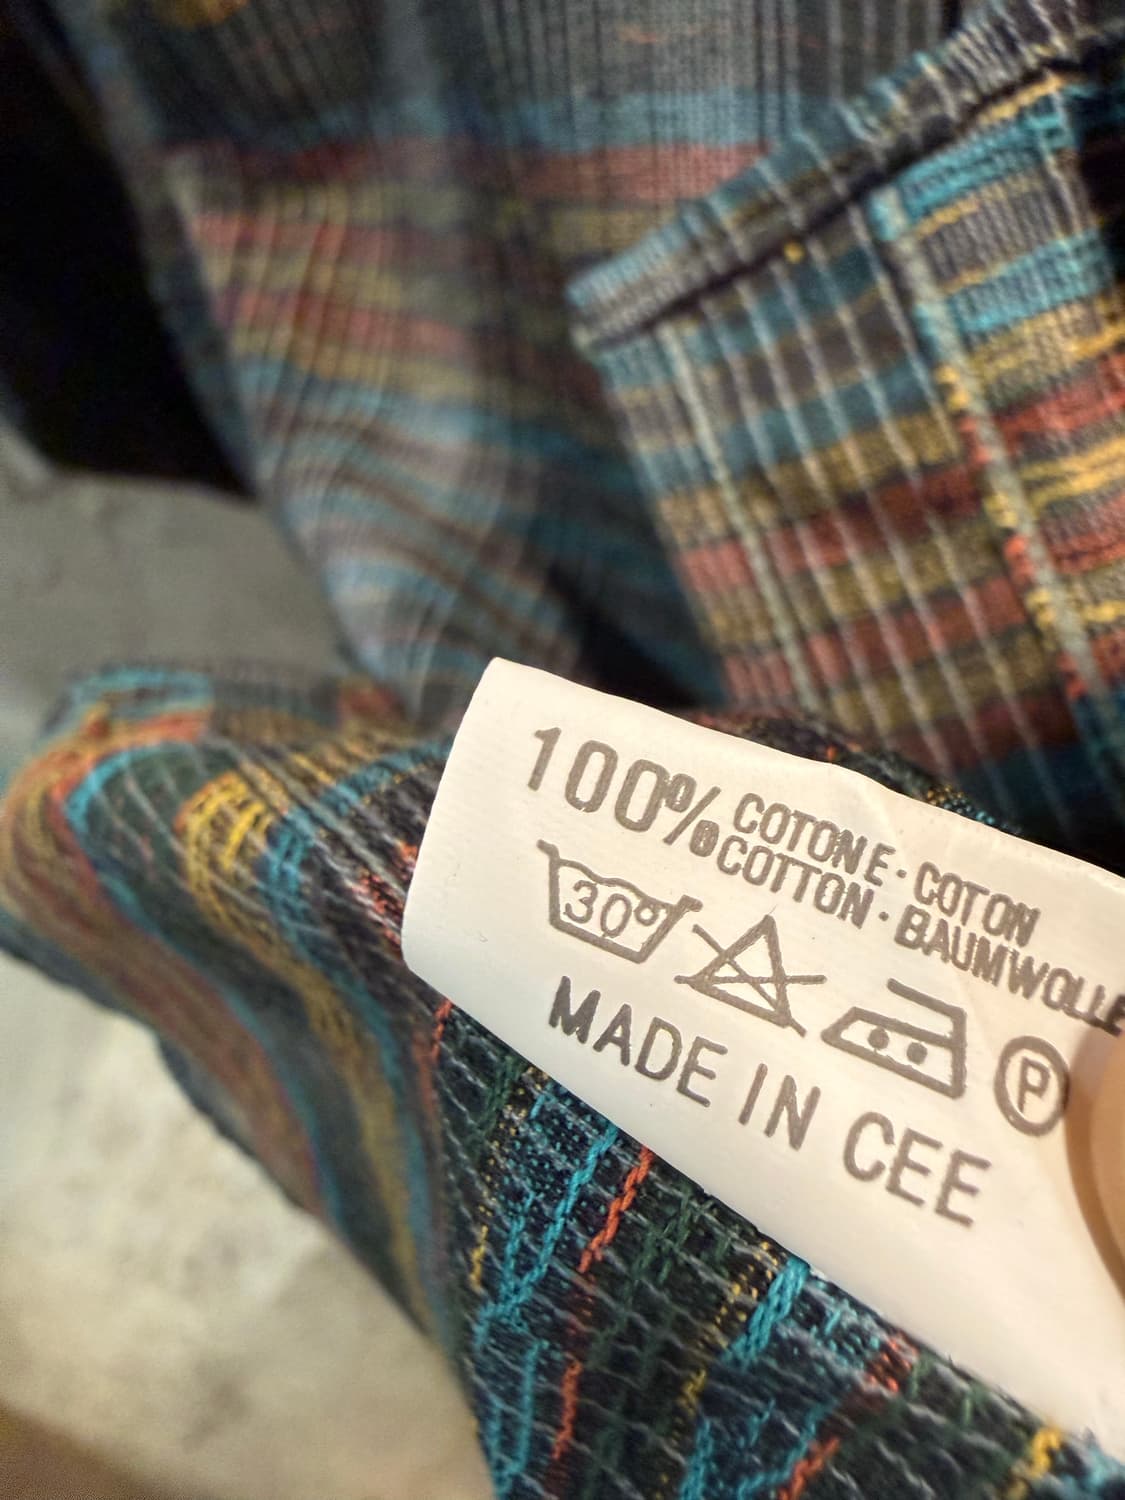 100% COTONE · COTON
COTTON · BAUMWOLLE
30°
P
MADE IN CEE